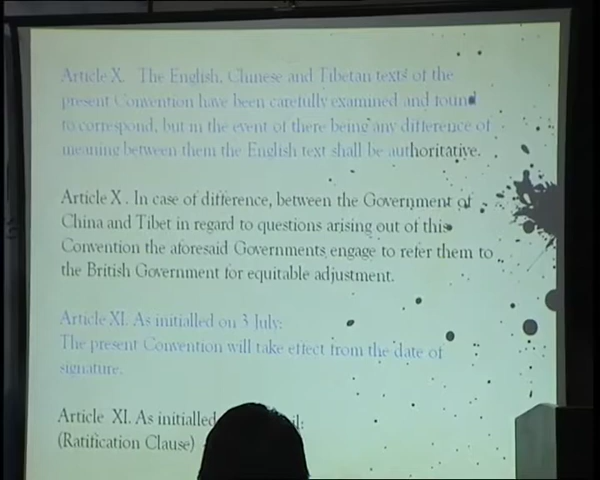 Article X. The English, Chinese and Tibetan texts of the
present Convention have been carefully examined and found
to correspond, but in the event of there being any difference of
meaning between them the English text shall be authoritative.
Article X. In case of difference, between the Government of
China and Tibet in regard to questions arising out of this
Convention the aforesaid Governments engage to refer them to
the British Government for equitable adjustment.
Article XI. As initialled on 3 July:
The present Convention will take effect from the date of
signature.
Article XI. As initialled
(Ratification Clause)